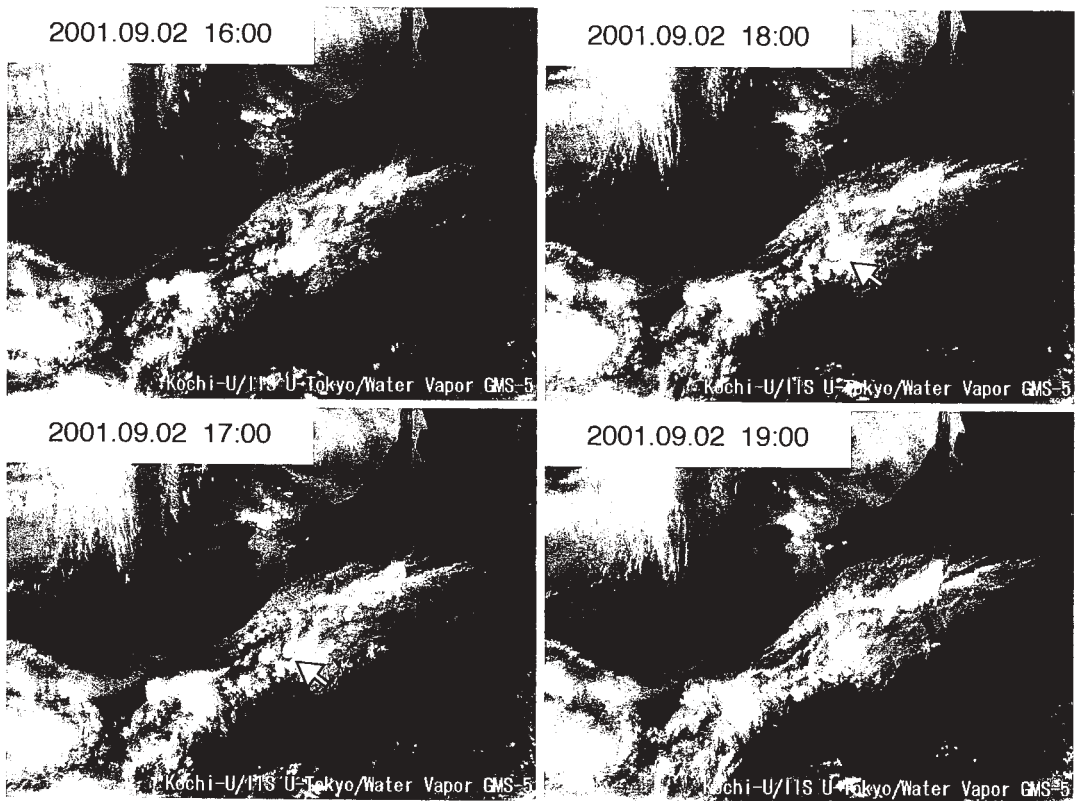 2001.09.02 16:00
Kochi-U/IIS U-Tokyo/Water Vapor GMS-5
2001.09.02 18:00
Kochi-U/IIS U-Tokyo/Water Vapor GMS-5
2001.09.02 17:00
Kochi-U/IIS U-Tokyo/Water Vapor GMS-5
2001.09.02 19:00
Kochi-U/IIS U-Tokyo/Water Vapor GMS-5